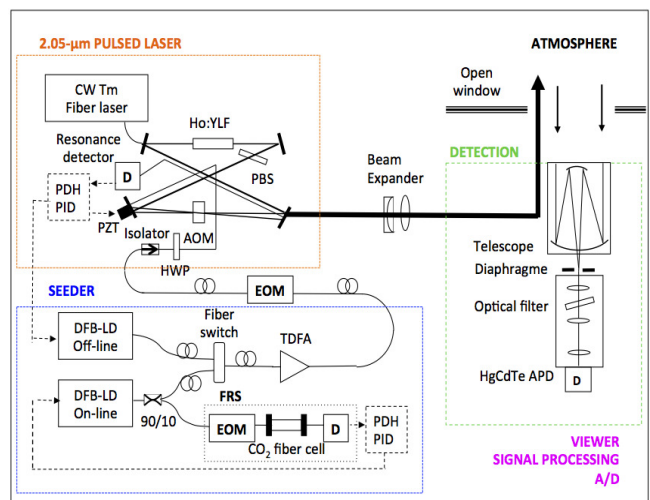 2.05-µm PULSED LASER
ATMOSPHERE
CW Tm
Fiber laser
Open
window
Ho:YLF
Resonance
detector
D
PBS
DETECTION
Beam
Expander
PDH
PID
PZT
Isolator
AOM
HWP
Telescope
Diaphragme
SEEDER
EOM
Optical filter
Fiber
switch
DFB-LD
Off-line
TDFA
HgCdTe APD
D
DFB-LD
On-line
FRS
90/10
EOM
D
PDH
PID
CO2 fiber cell
VIEWER
SIGNAL PROCESSING
A/D